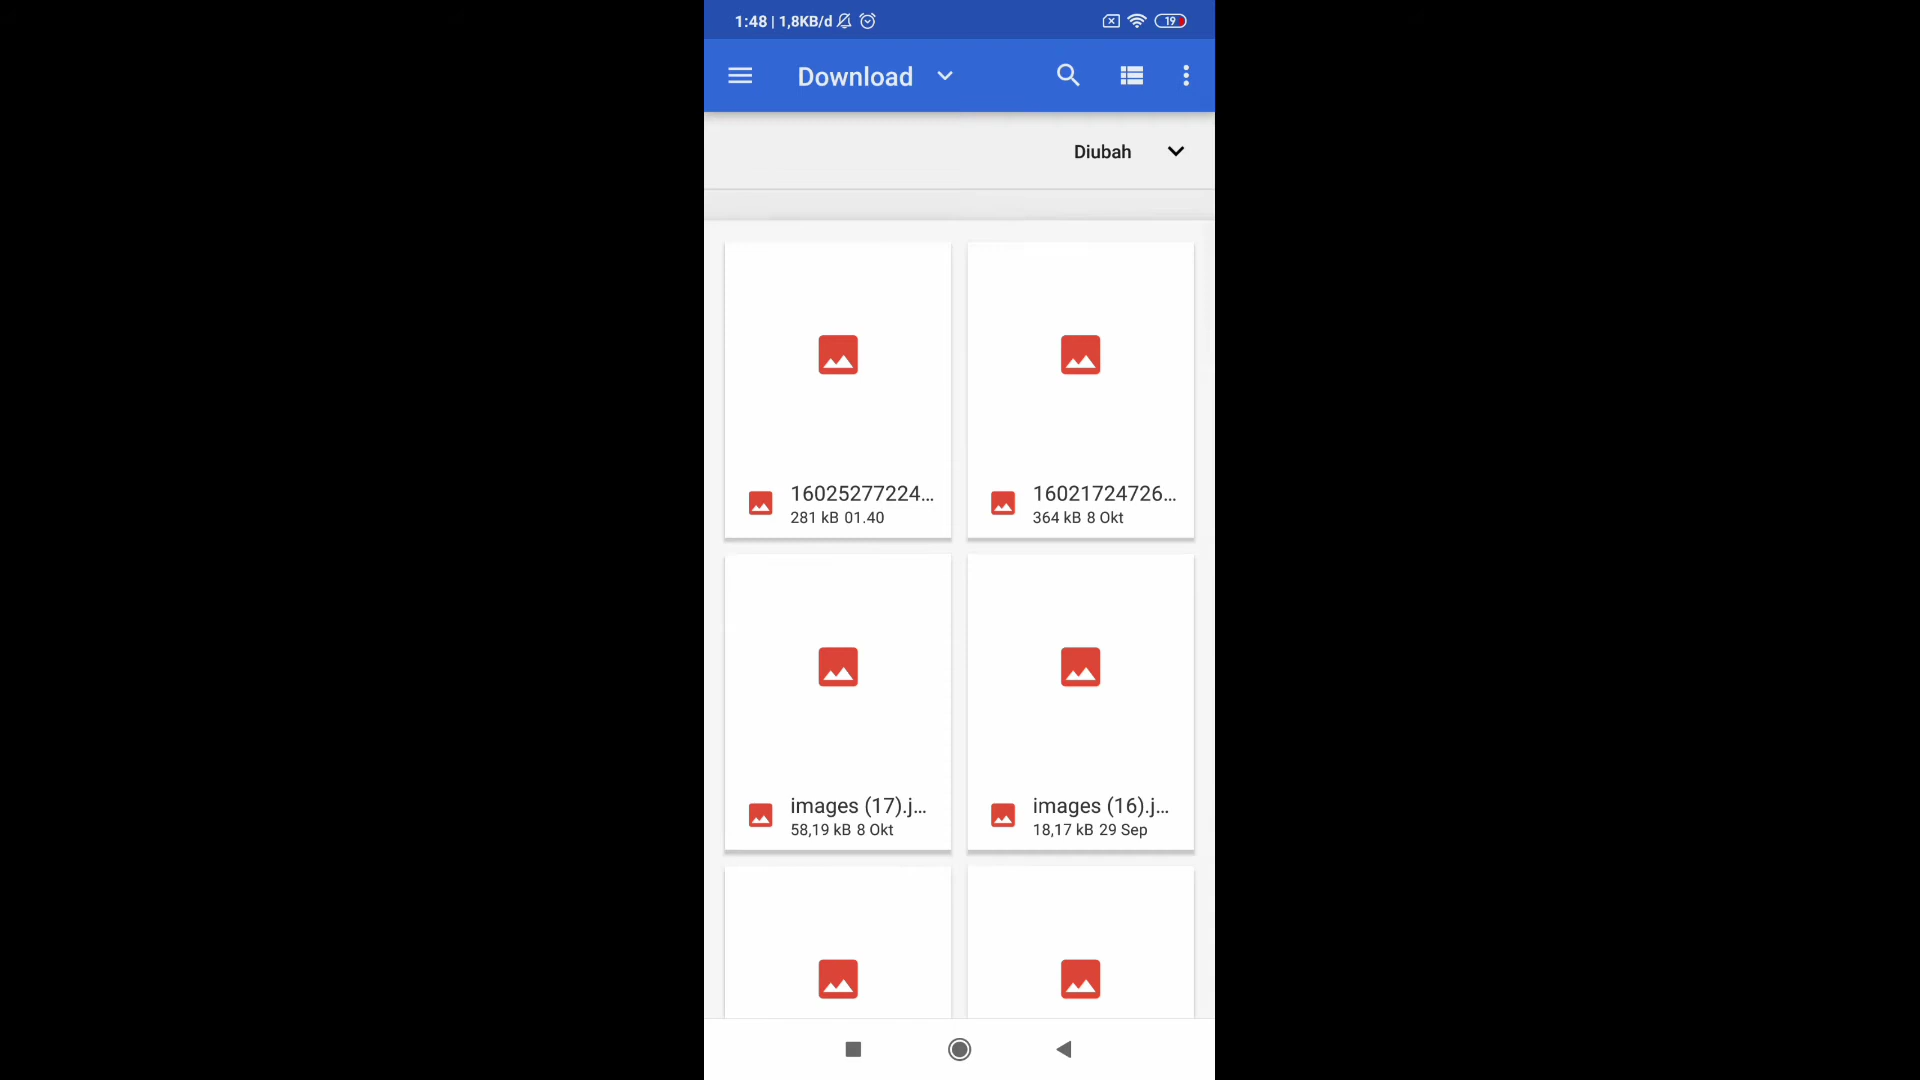 1:48 | 1,8KB/d
19
Download
Diubah
16025277224...
281 kB 01.40
16021724726...
364 kB 8 Okt
images (17).j...
58,19 kB 8 Okt
images (16).j...
18,17 kB 29 Sep